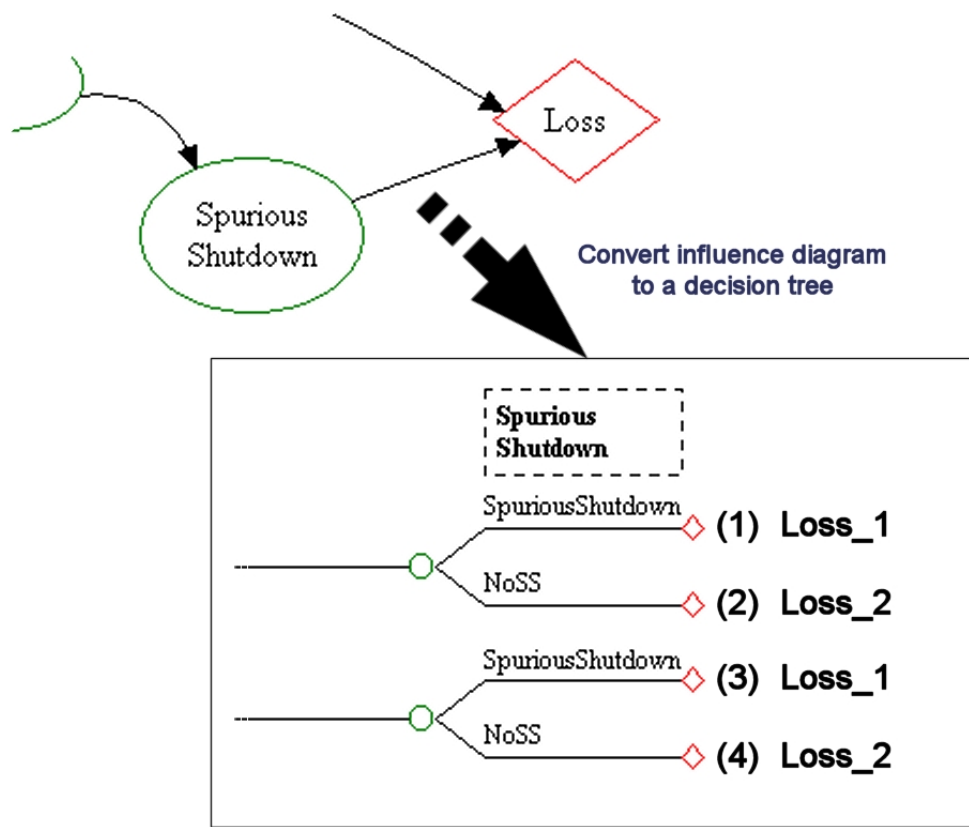 Loss
Spurious
Shutdown
Convert influence diagram
to a decision tree
Spurious
Shutdown
SpuriousShutdown
(1) Loss_1
NoSS
(2) Loss_2
SpuriousShutdown
(3) Loss_1
NoSS
(4) Loss_2